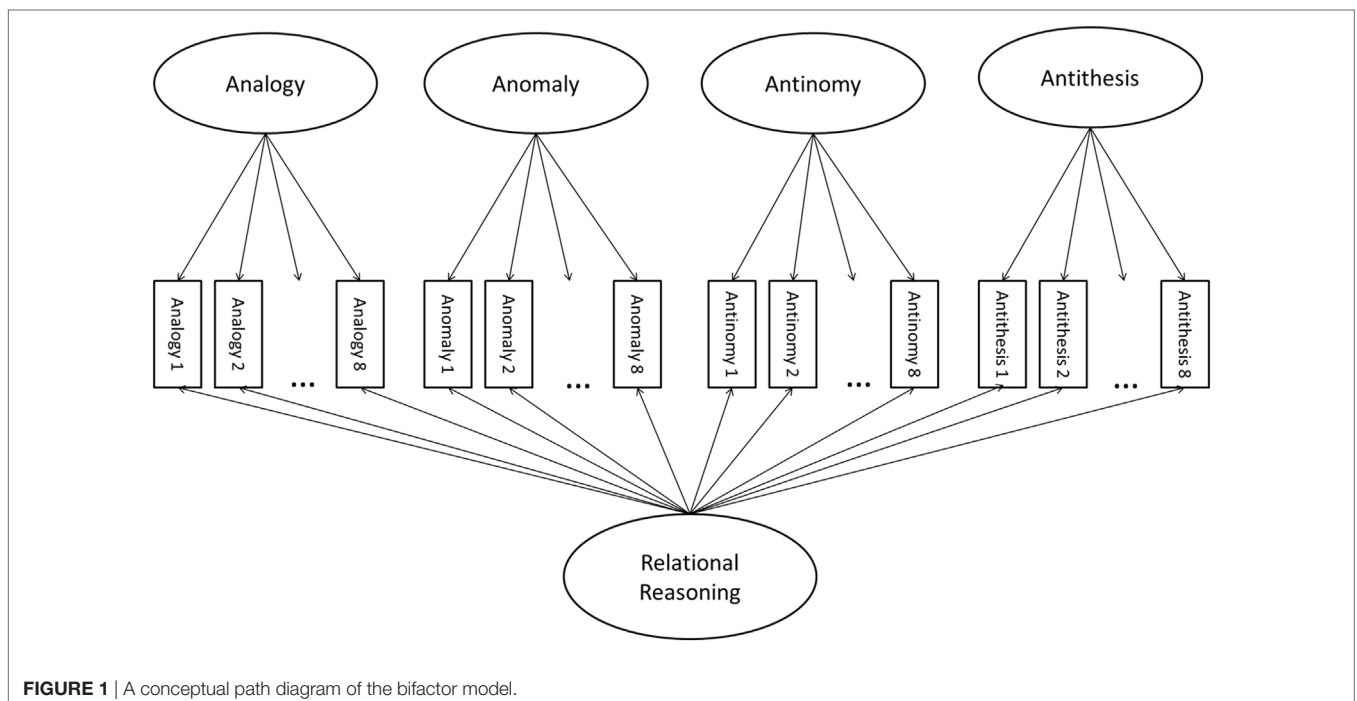 Analogy
Anomaly
Antinomy
Antithesis
Analogy 1
Analogy 2
...
Analogy 8
Anomaly 1
Anomaly 2
...
Anomaly 8
Antinomy 1
Antinomy 2
...
Antinomy 8
Antithesis 1
Antithesis 2
...
Antithesis 8
Relational
Reasoning
FIGURE 1 | A conceptual path diagram of the bifactor model.